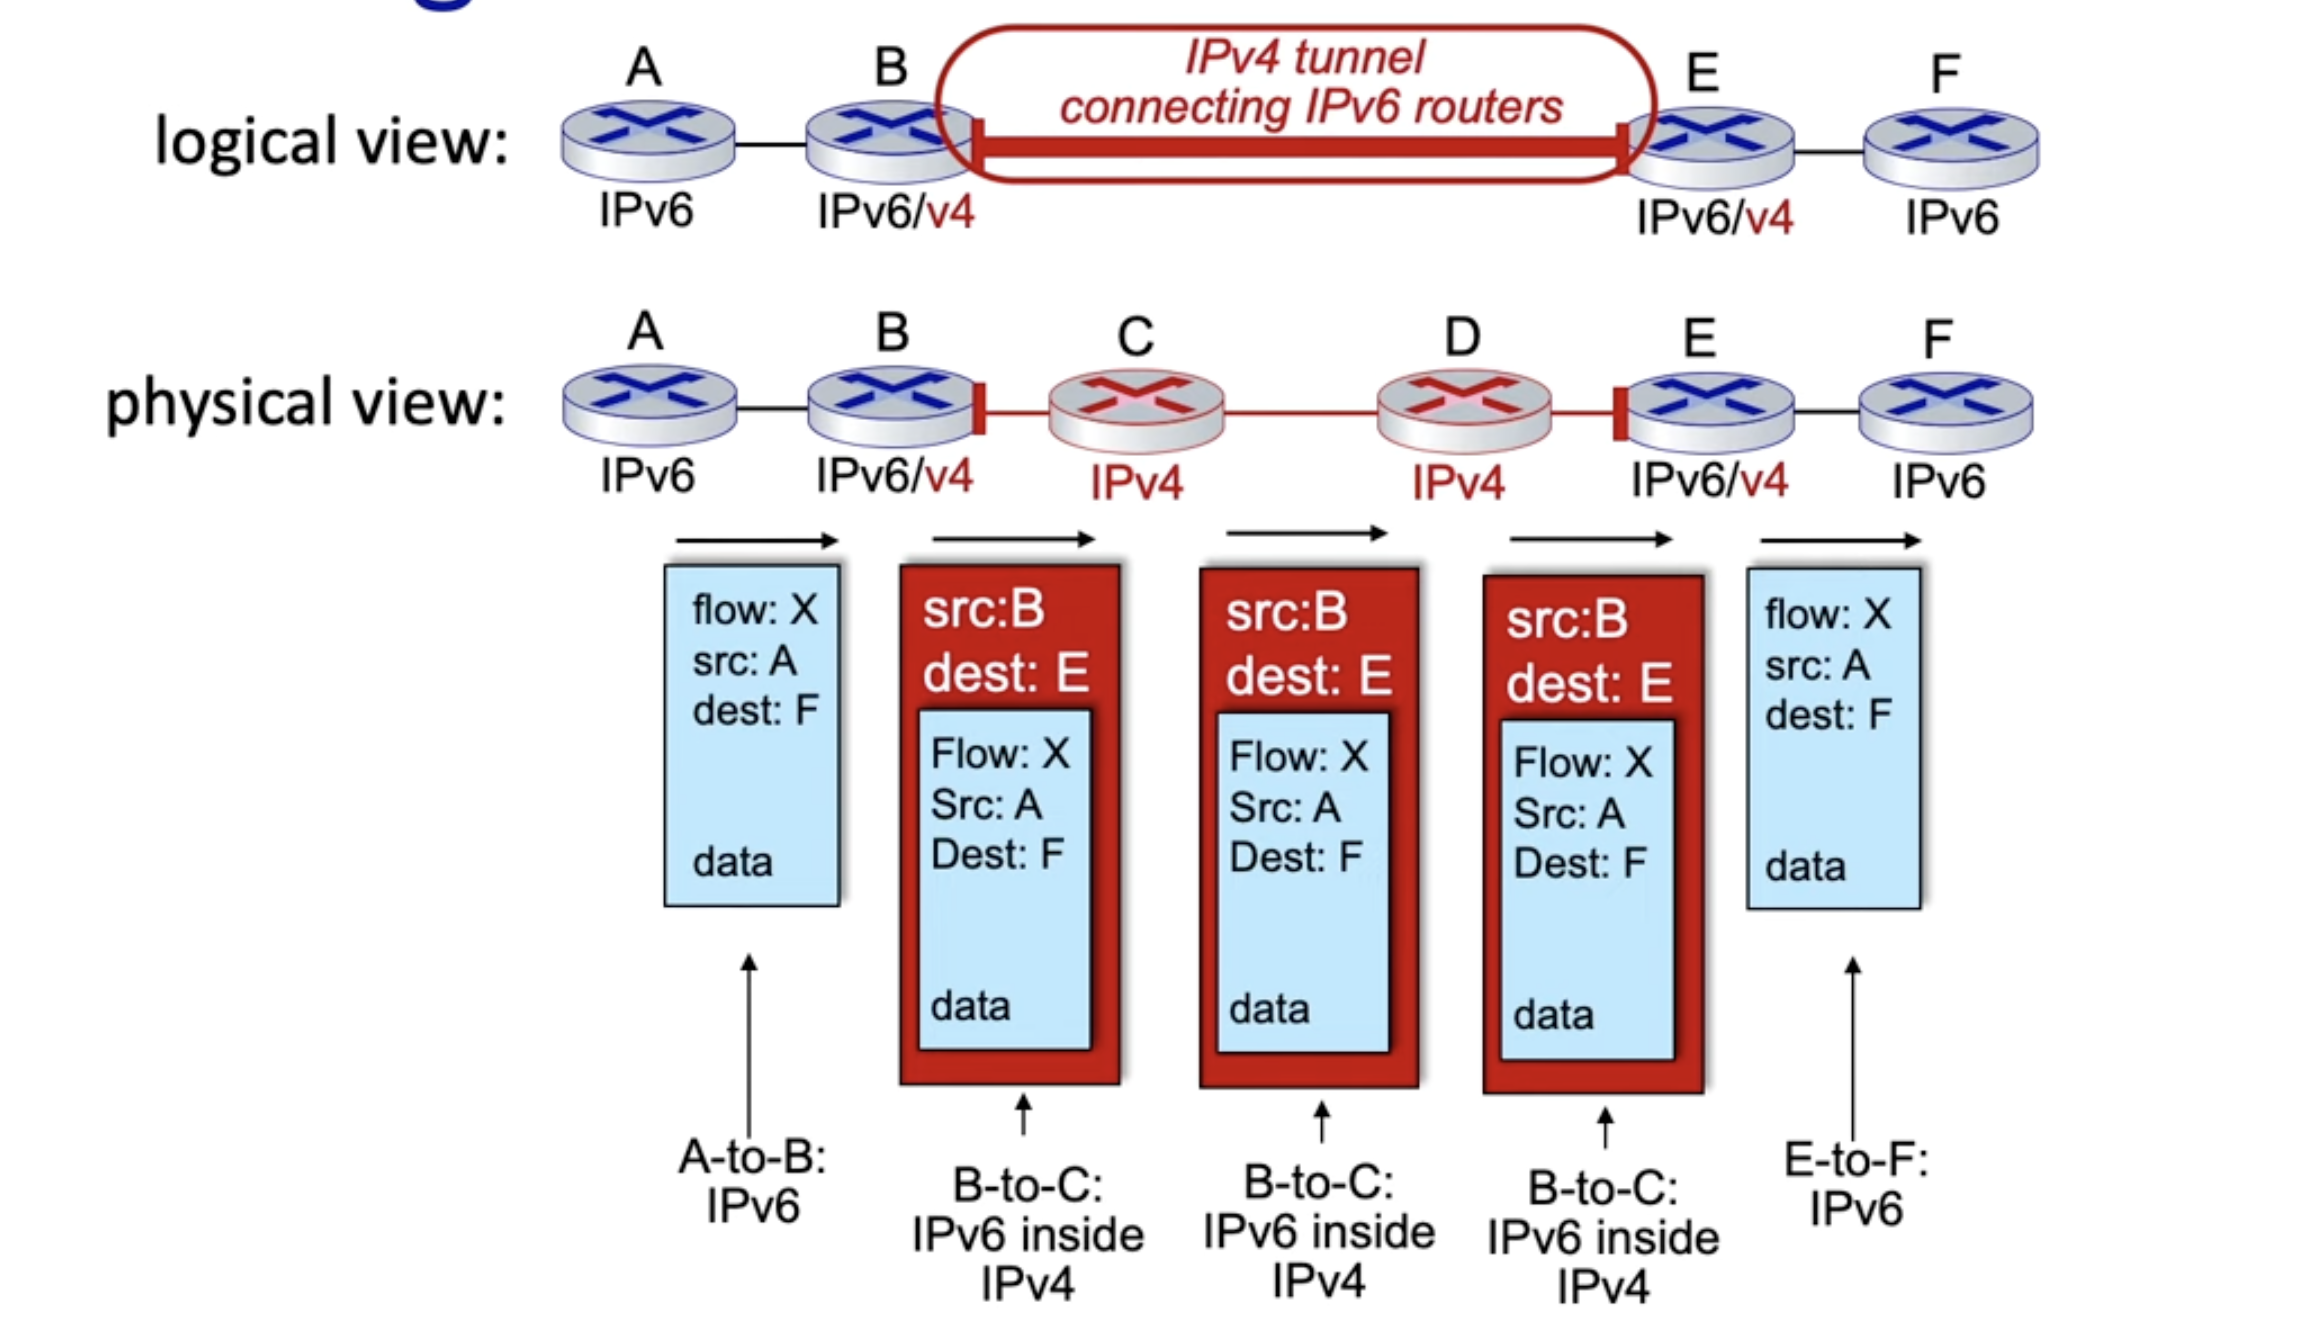 IPv4 tunnel
connecting IPv6 routers
A
B
E
F
logical view:
IPv6
IPv6/v4
IPv6/v4
IPv6
A
B
C
D
E
F
physical view:
IPv6
IPv6/v4
IPv4
IPv4
IPv6/v4
IPv6
flow: X
src: A
dest: F
data
src:B
dest: E
Flow: X
Src: A
Dest: F
data
src:B
dest: E
Flow: X
Src: A
Dest: F
data
src:B
dest: E
Flow: X
Src: A
Dest: F
data
flow: X
src: A
dest: F
data
A-to-B:
IPv6
B-to-C:
IPv6 inside
IPv4
B-to-C:
IPv6 inside
IPv4
B-to-C:
IPv6 inside
IPv4
E-to-F:
IPv6